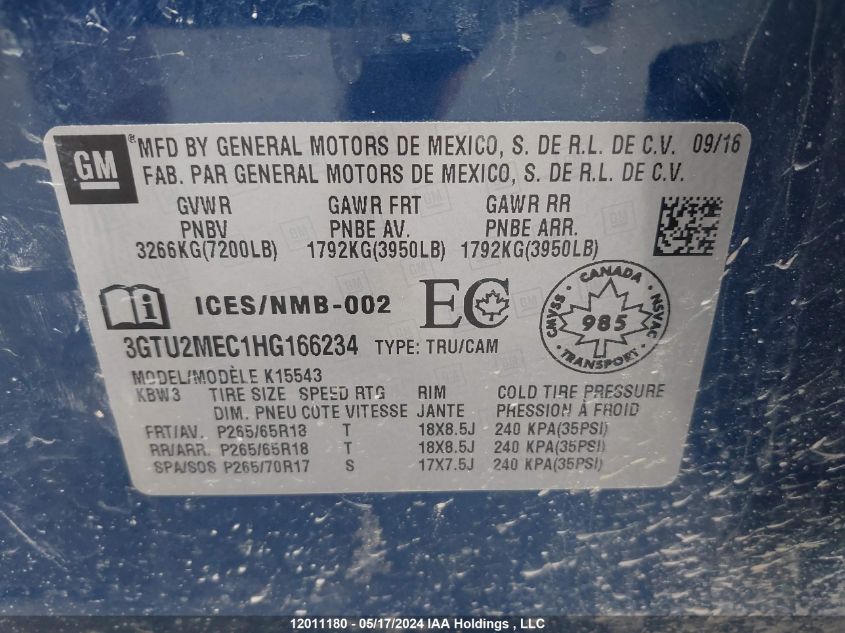 GM
® MFD BY GENERAL MOTORS DE MEXICO, S. DE R.L. DE C.V. 09/16
FAB. PAR GENERAL MOTORS DE MEXICO, S. DE R.L. DE C.V.
GVWR GAWR FRT GAWR RR
PNBV PNBE AV. PNBE ARR.
3266KG(7200LB) 1792KG(3950LB) 1792KG(3950LB)
i ICES/NMB-002 EC
CANADA
CMVSS 985 NSVAC
TRANSPORT
3GTU2MEC1HG166234 TYPE: TRU/CAM
MODEL/MODÈLE K15543
KBW3 TIRE SIZE SPEED RTG RIM COLD TIRE PRESSURE
DIM. PNEU COTE VITESSE JANTE PRESSION À FROID
FRT/AV. P265/65R18 T 18X8.5J 240 KPA(35PSI)
RR/ARR. P265/65R18 T 18X8.5J 240 KPA(35PSI)
SPA/SOS P265/70R17 S 17X7.5J 240 KPA(35PSI)
12011180 - 05/17/2024 IAA Holdings , LLC